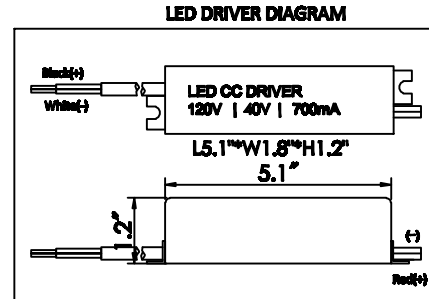 LED DRIVER DIAGRAM
Black(+)
White(-)
LED CC DRIVER
120V | 40V | 700mA
L5.1"*W1.8"*H1.2"
5.1"
1.2"
(-)
Red(+)